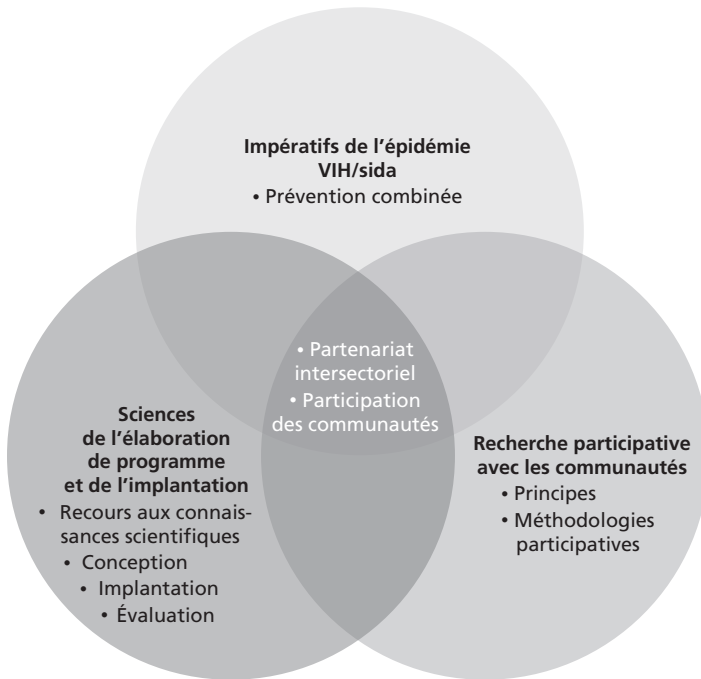 Impératifs de l'épidémie
VIH/sida
• Prévention combinée
• Partenariat
intersectoriel
• Participation
des communautés
Sciences
de l'élaboration
de programme
et de l'implantation
• Recours aux connais-
sances scientifiques
• Conception
• Implantation
• Évaluation
Recherche participative
avec les communautés
• Principes
• Méthodologies
participatives